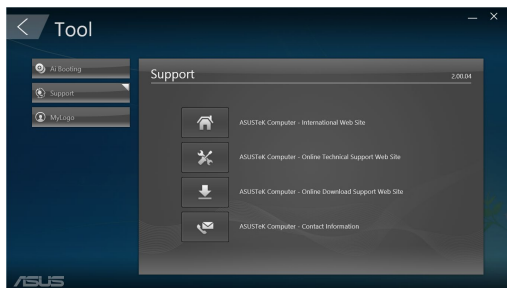 Tool
Ai Booting
Support
MyLogo
Support
2.00.04
ASUSTeK Computer - International Web Site
ASUSTeK Computer - Online Technical Support Web Site
ASUSTeK Computer - Online Download Support Web Site
ASUSTeK Computer - Contact Information
ASUS